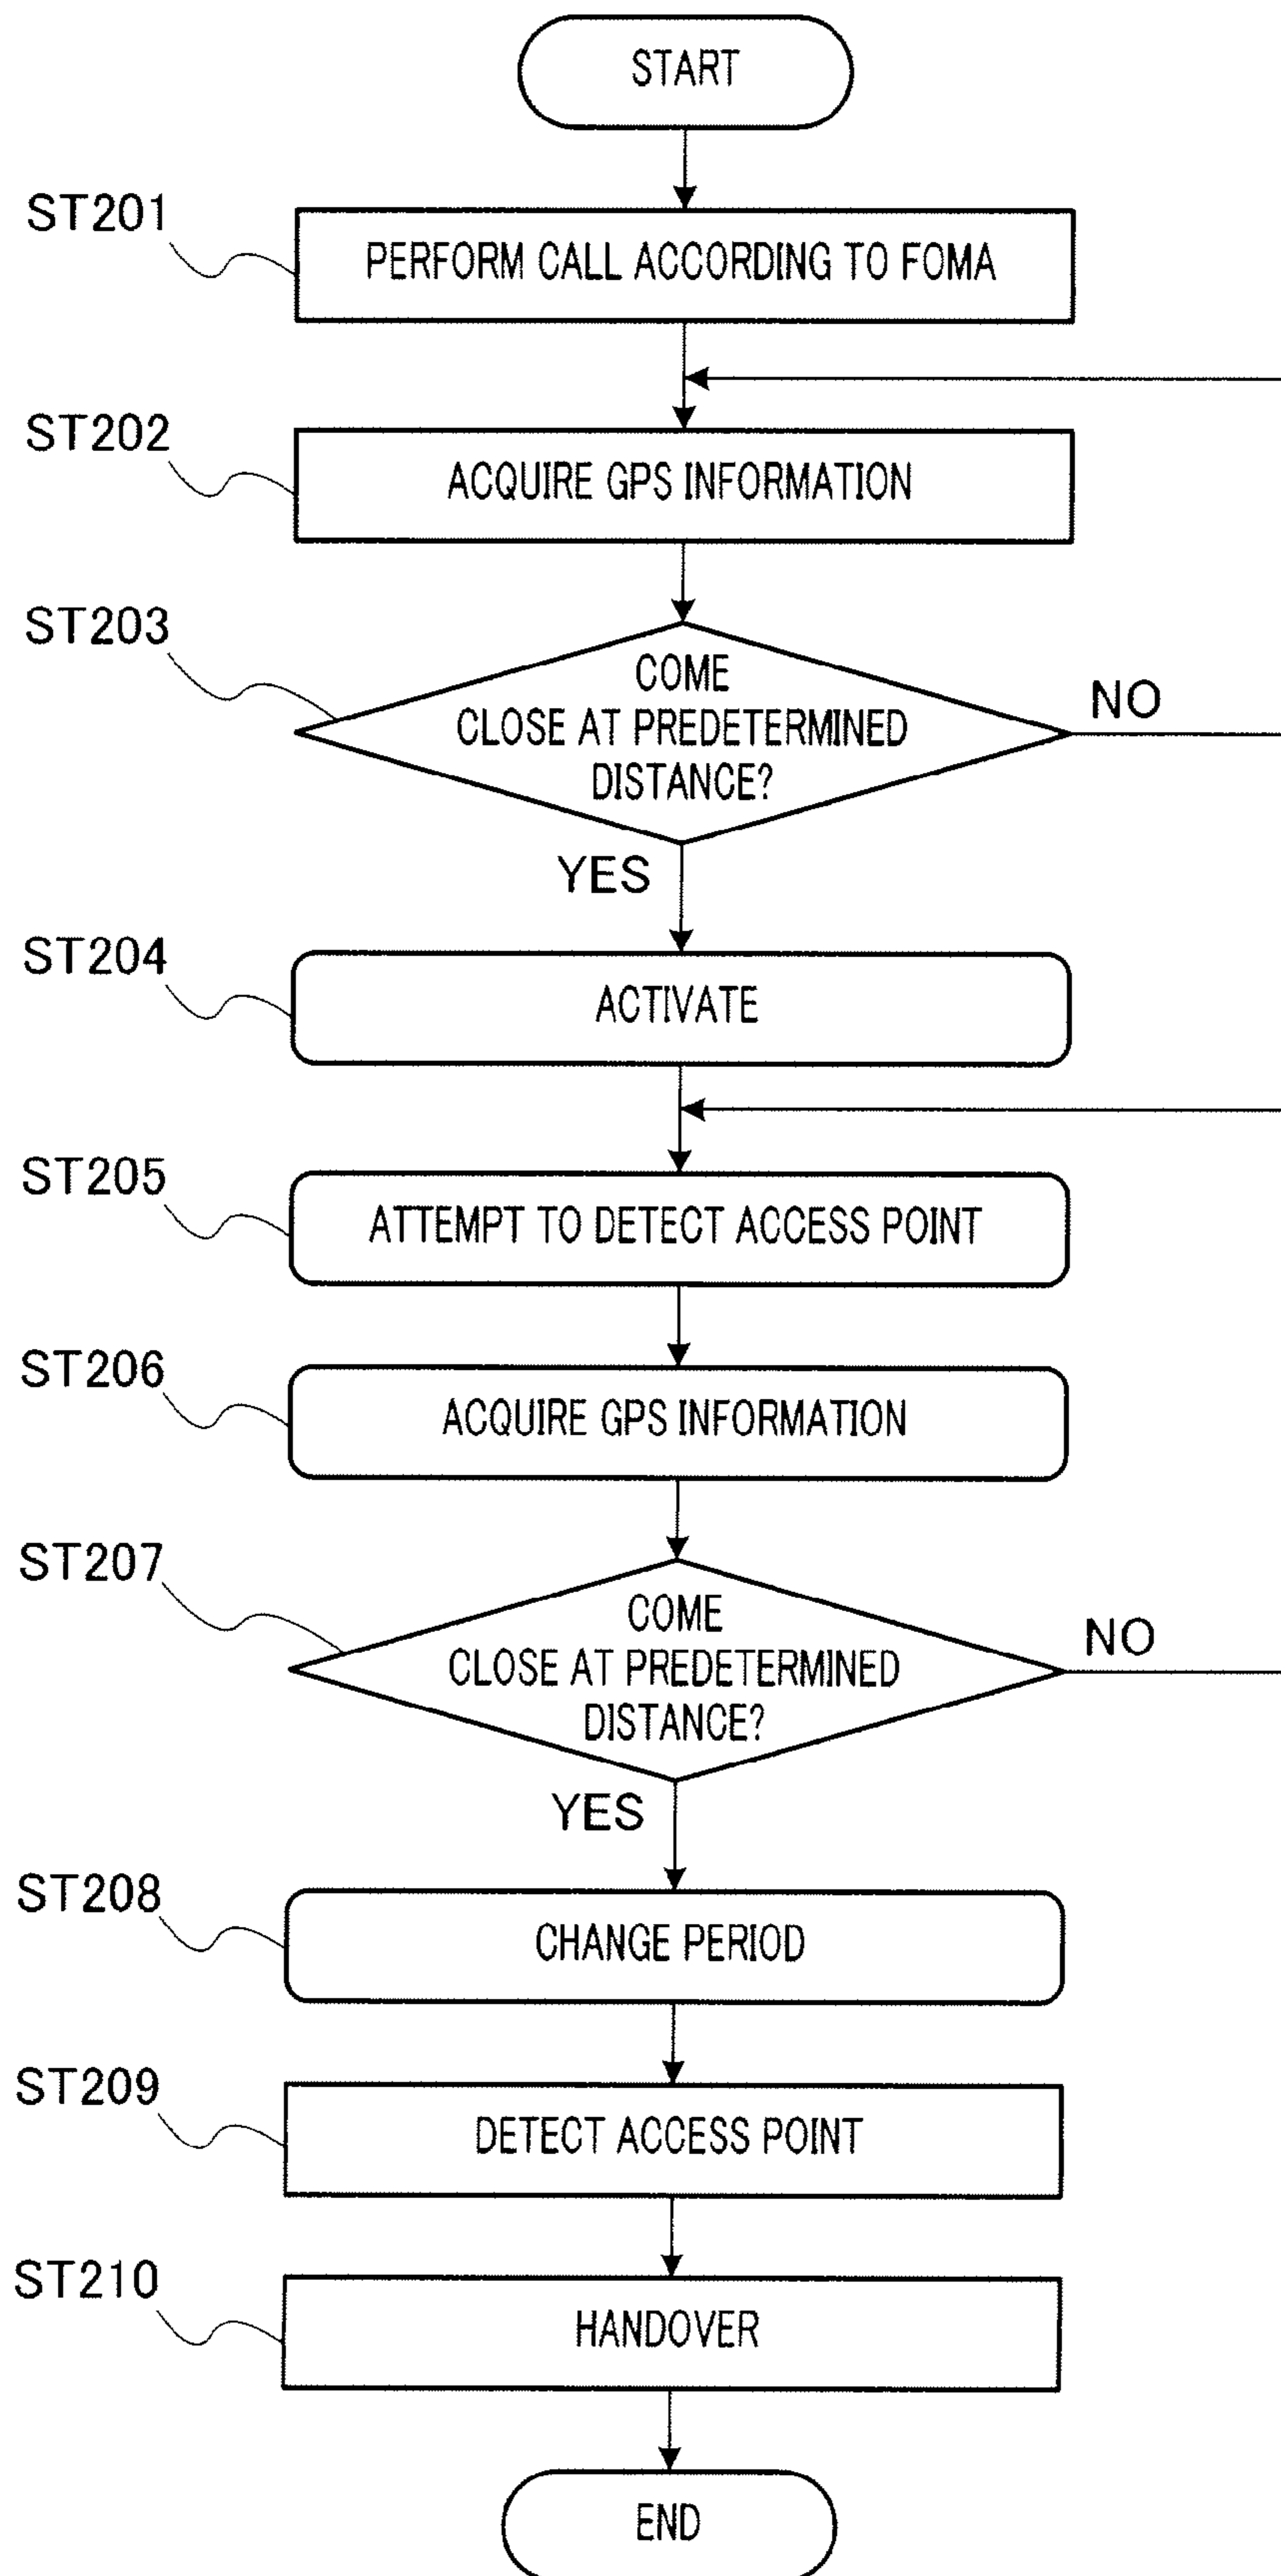 START
ST201
PERFORM CALL ACCORDING TO FOMA
ST202
ACQUIRE GPS INFORMATION
ST203
COME
CLOSE AT PREDETERMINED
DISTANCE?
NO
YES
ST204
ACTIVATE
ST205
ATTEMPT TO DETECT ACCESS POINT
ST206
ACQUIRE GPS INFORMATION
ST207
COME
CLOSE AT PREDETERMINED
DISTANCE?
NO
YES
ST208
CHANGE PERIOD
ST209
DETECT ACCESS POINT
ST210
HANDOVER
END